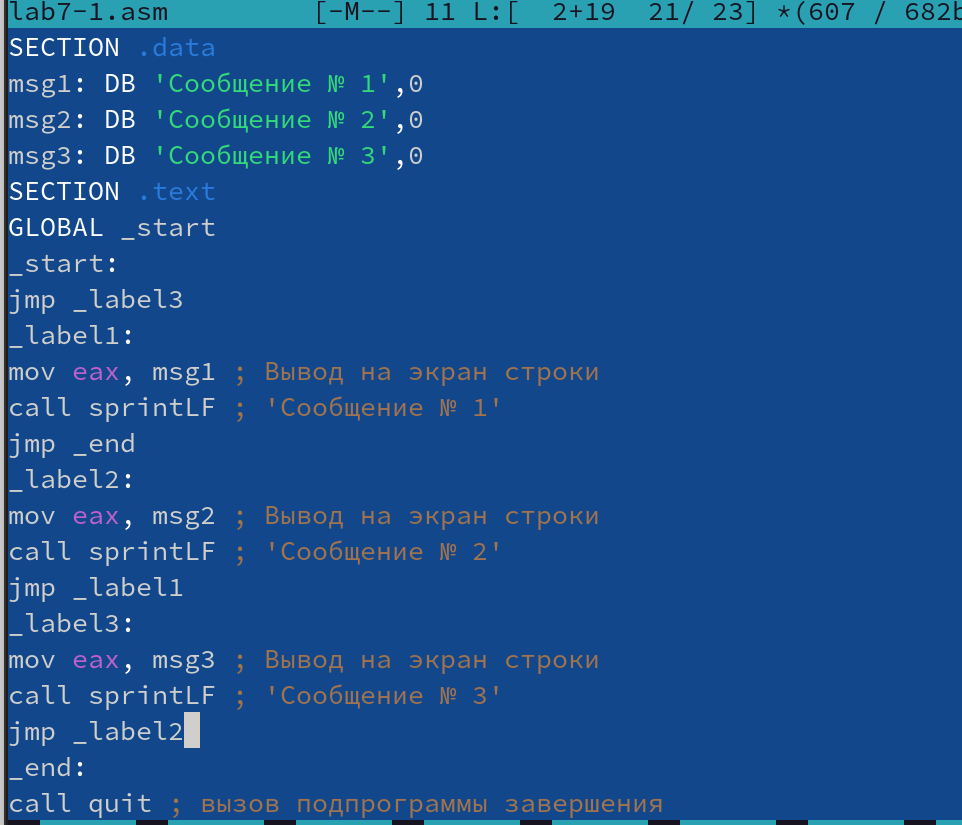 lab7-1.asm [-M--] 11 L:[ 2+19 21/ 23] *(607 / 682b
SECTION .data
msg1: DB 'Сообщение № 1',0
msg2: DB 'Сообщение № 2',0
msg3: DB 'Сообщение № 3',0
SECTION .text
GLOBAL _start
_start:
jmp _label3
_label1:
mov eax, msg1 ; Вывод на экран строки
call sprintLF ; 'Сообщение № 1'
jmp _end
_label2:
mov eax, msg2 ; Вывод на экран строки
call sprintLF ; 'Сообщение № 2'
jmp _label1
_label3:
mov eax, msg3 ; Вывод на экран строки
call sprintLF ; 'Сообщение № 3'
jmp _label2
_end:
call quit ; вызов подпрограммы завершения